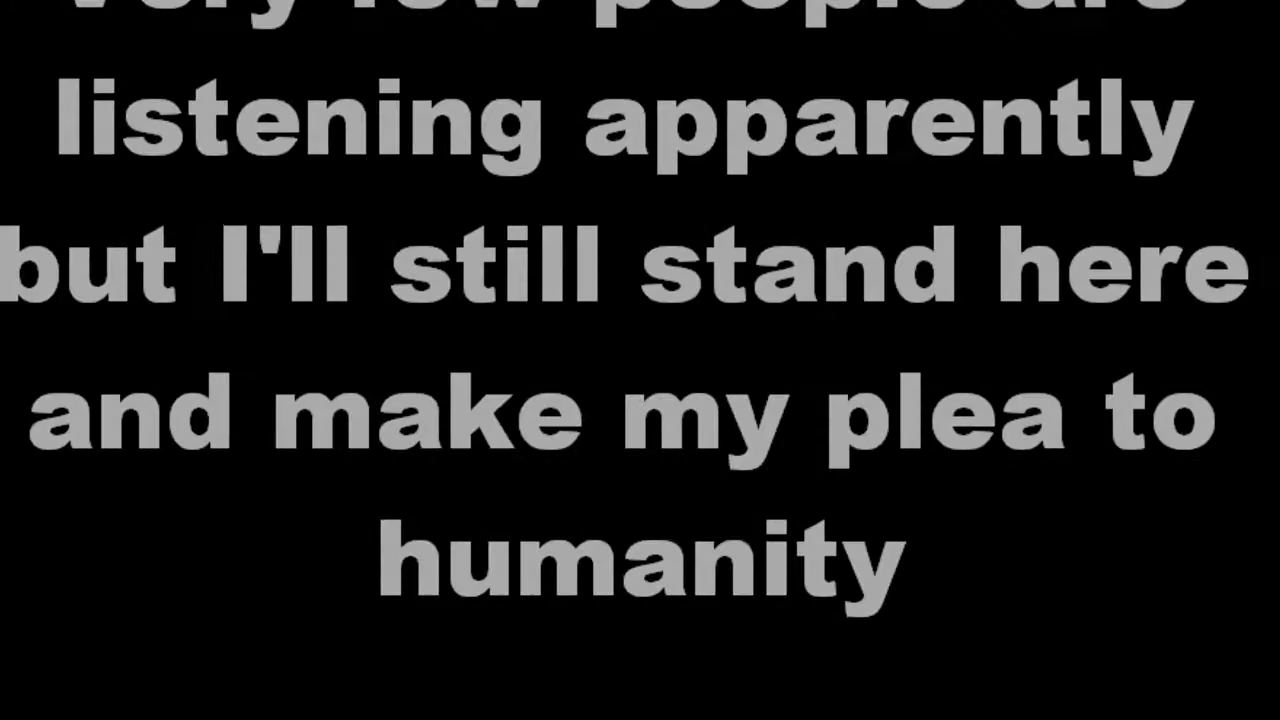 very few people are
listening apparently
but I'll still stand here
and make my plea to
humanity